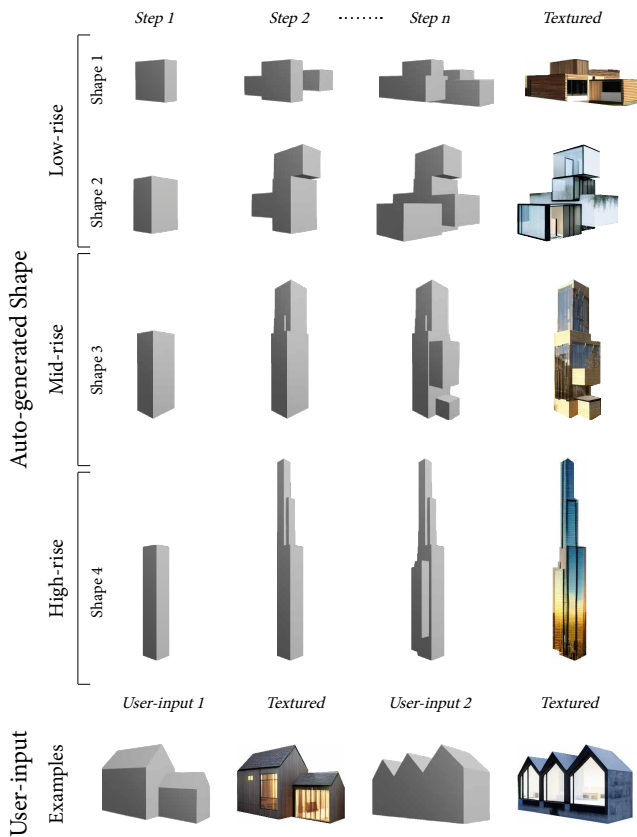 Step 1 Step 2 ........ Step n Textured
Auto-generated Shape
Low-rise
Shape 1
Shape 2
Mid-rise
Shape 3
High-rise
Shape 4
User-input 1 Textured User-input 2 Textured
User-input
Examples